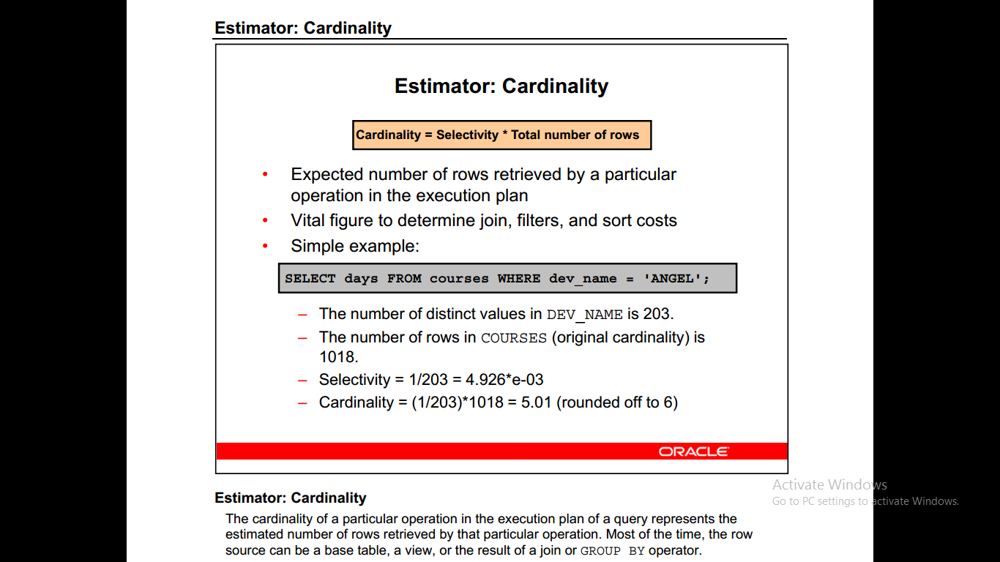 Estimator: Cardinality
Estimator: Cardinality
Cardinality = Selectivity * Total number of rows
• Expected number of rows retrieved by a particular
operation in the execution plan
• Vital figure to determine join, filters, and sort costs
• Simple example:
SELECT days FROM courses WHERE dev_name = 'ANGEL';
– The number of distinct values in DEV_NAME is 203.
– The number of rows in COURSES (original cardinality) is
1018.
– Selectivity = 1/203 = 4.926*e-03
– Cardinality = (1/203)*1018 = 5.01 (rounded off to 6)
ORACLE
Activate Windows
Go to PC settings to activate Windows.
Estimator: Cardinality
The cardinality of a particular operation in the execution plan of a query represents the
estimated number of rows retrieved by that particular operation. Most of the time, the row
source can be a base table, a view, or the result of a join or GROUP BY operator.